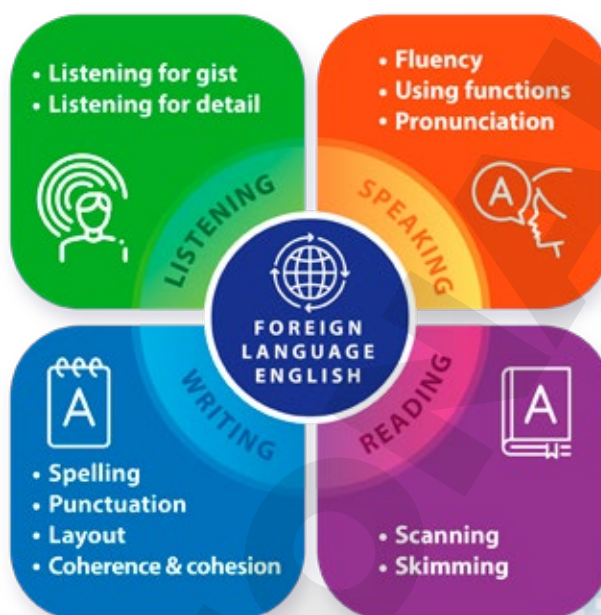 • Listening for gist
• Listening for detail
LISTENING
• Fluency
• Using functions
• Pronunciation
A
SPEAKING
FOREIGN
LANGUAGE
ENGLISH
A
WRITING
• Spelling
• Punctuation
• Layout
• Coherence & cohesion
READING
A
• Scanning
• Skimming